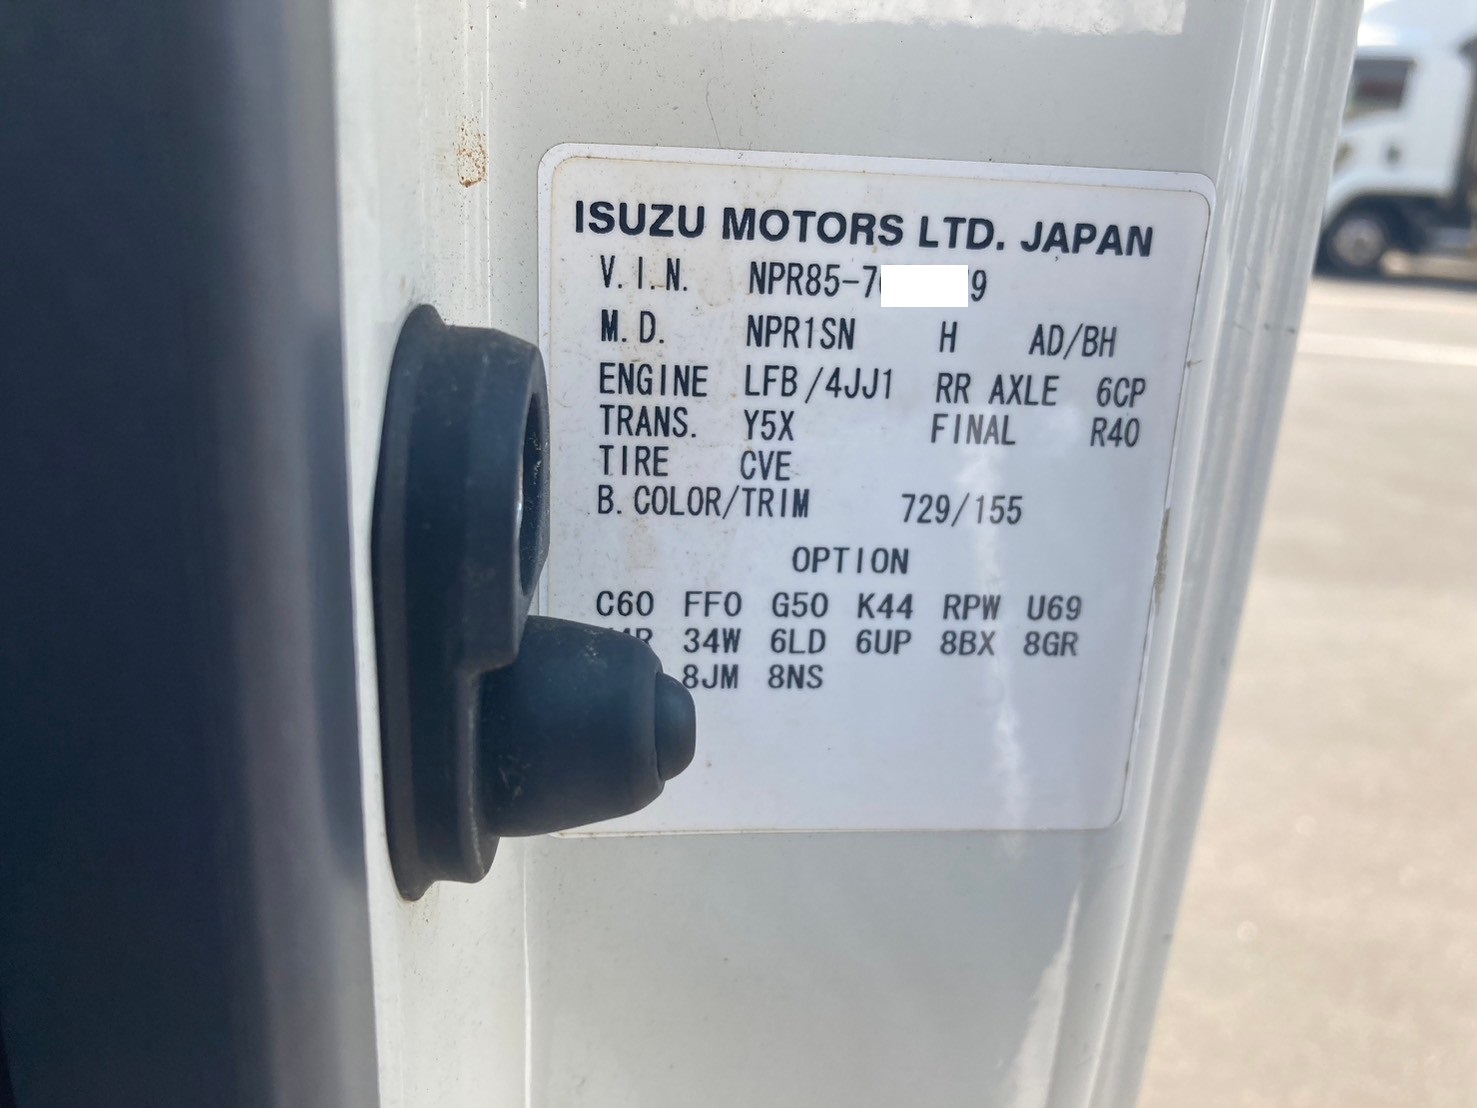 ISUZU MOTORS LTD. JAPAN
V.I.N. NPR85-7 9
M.D. NPR1SN H AD/BH
ENGINE LFB/4JJ1 RR AXLE 6CP
TRANS. Y5X FINAL R40
TIRE CVE
B.COLOR/TRIM 729/155
OPTION
C60 FF0 G50 K44 RPW U69
34W 6LD 6UP 8BX 8GR
8JM 8NS